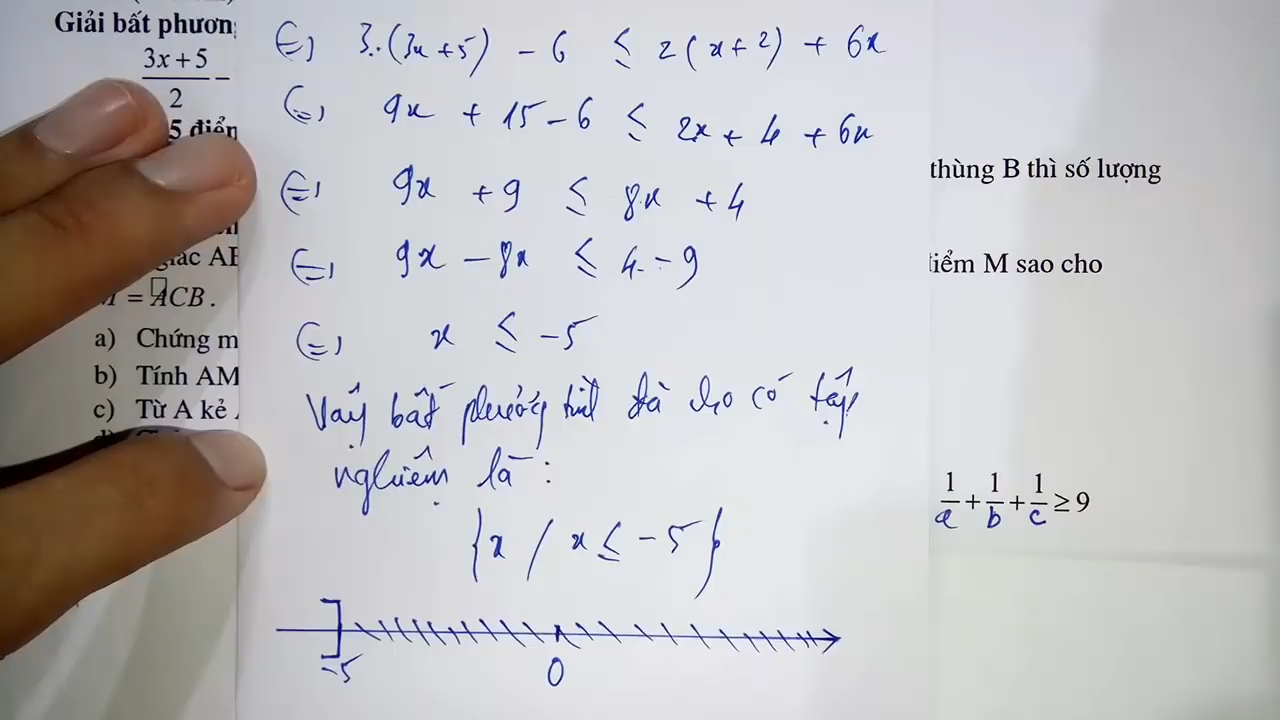 Giải bất phươn
3x + 5
2
−
5 điển
giác AB
= ACB .
a) Chứng m
b) Tính AM
c) Từ A kẻ
⇔ 3.(3x+5) − 6 ≤ 2(x+2) + 6x
⇔ 9x + 15 − 6 ≤ 2x + 4 + 6x
⇔ 9x + 9 ≤ 8x + 4
⇔ 9x − 8x ≤ 4 − 9
⇔ x ≤ −5
Vậy bất phương trình đã cho có tập
nghiệm là :
{x / x ≤ −5}
−5 0
thùng B thì số lượng
điểm M sao cho
1/a + 1/b + 1/c ≥ 9